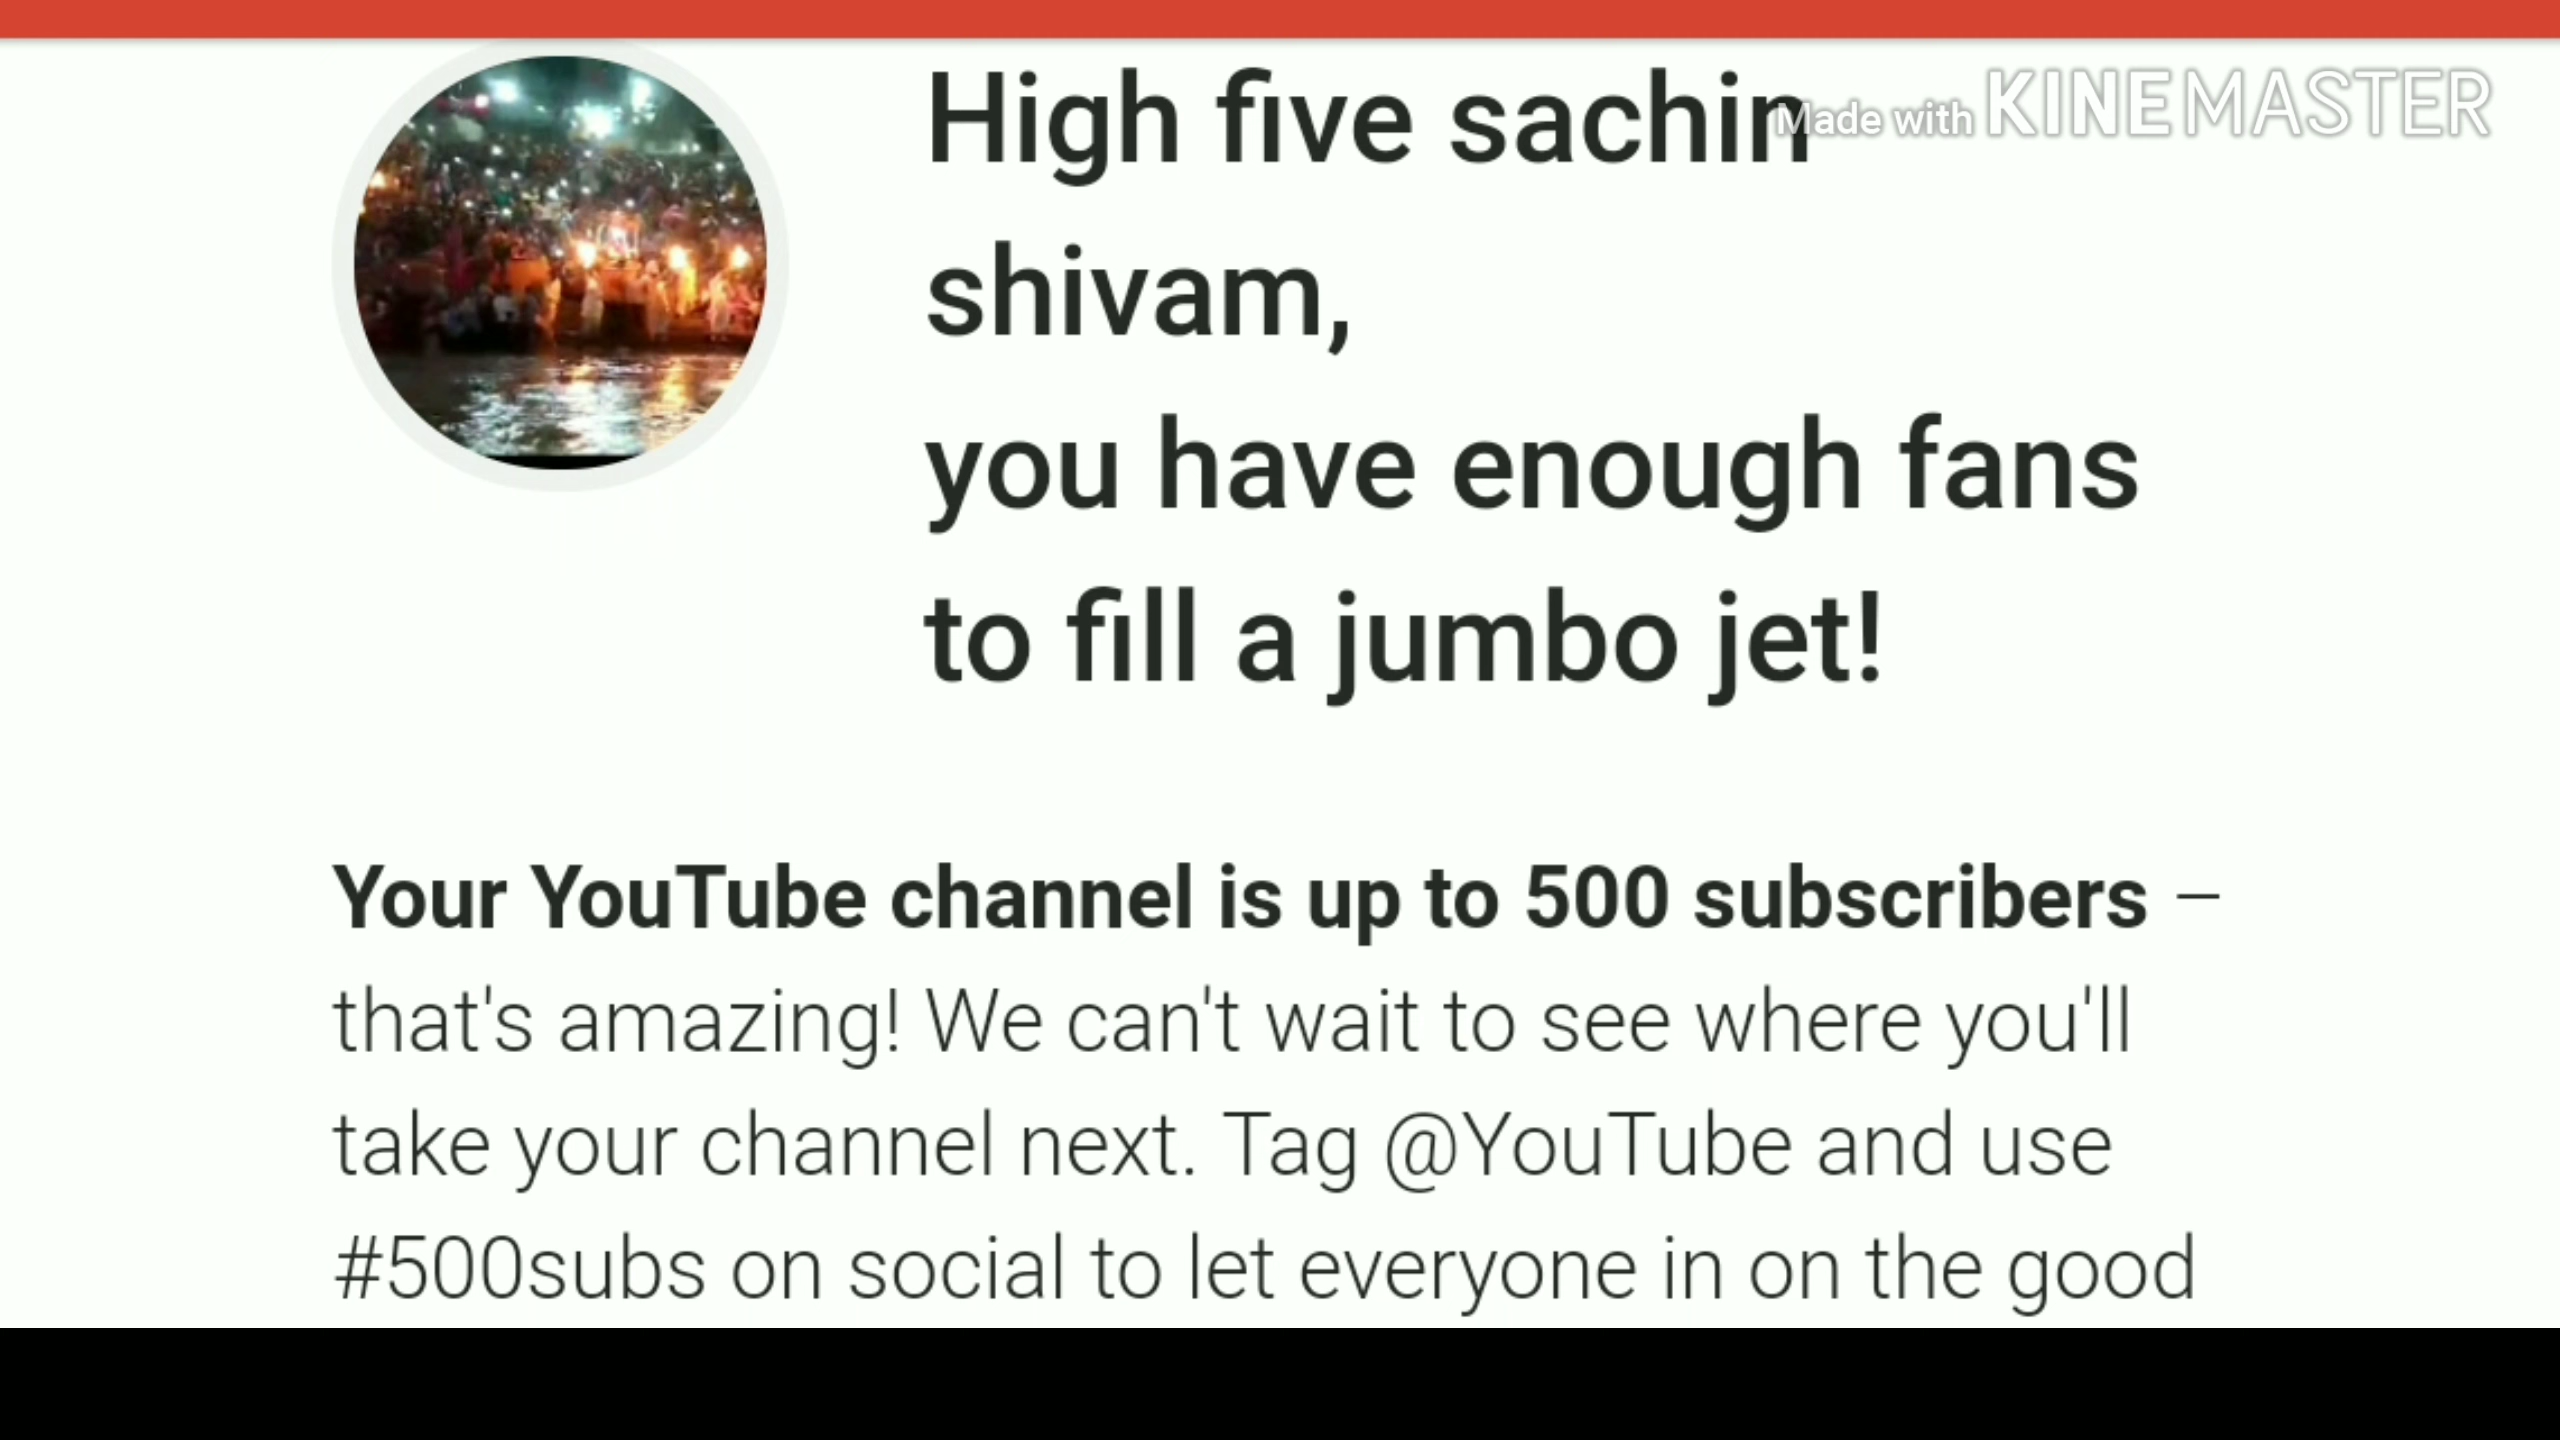 High five sachin
Made with KINEMASTER
shivam,
you have enough fans
to fill a jumbo jet!
Your YouTube channel is up to 500 subscribers –
that's amazing! We can't wait to see where you'll
take your channel next. Tag @YouTube and use
#500subs on social to let everyone in on the good